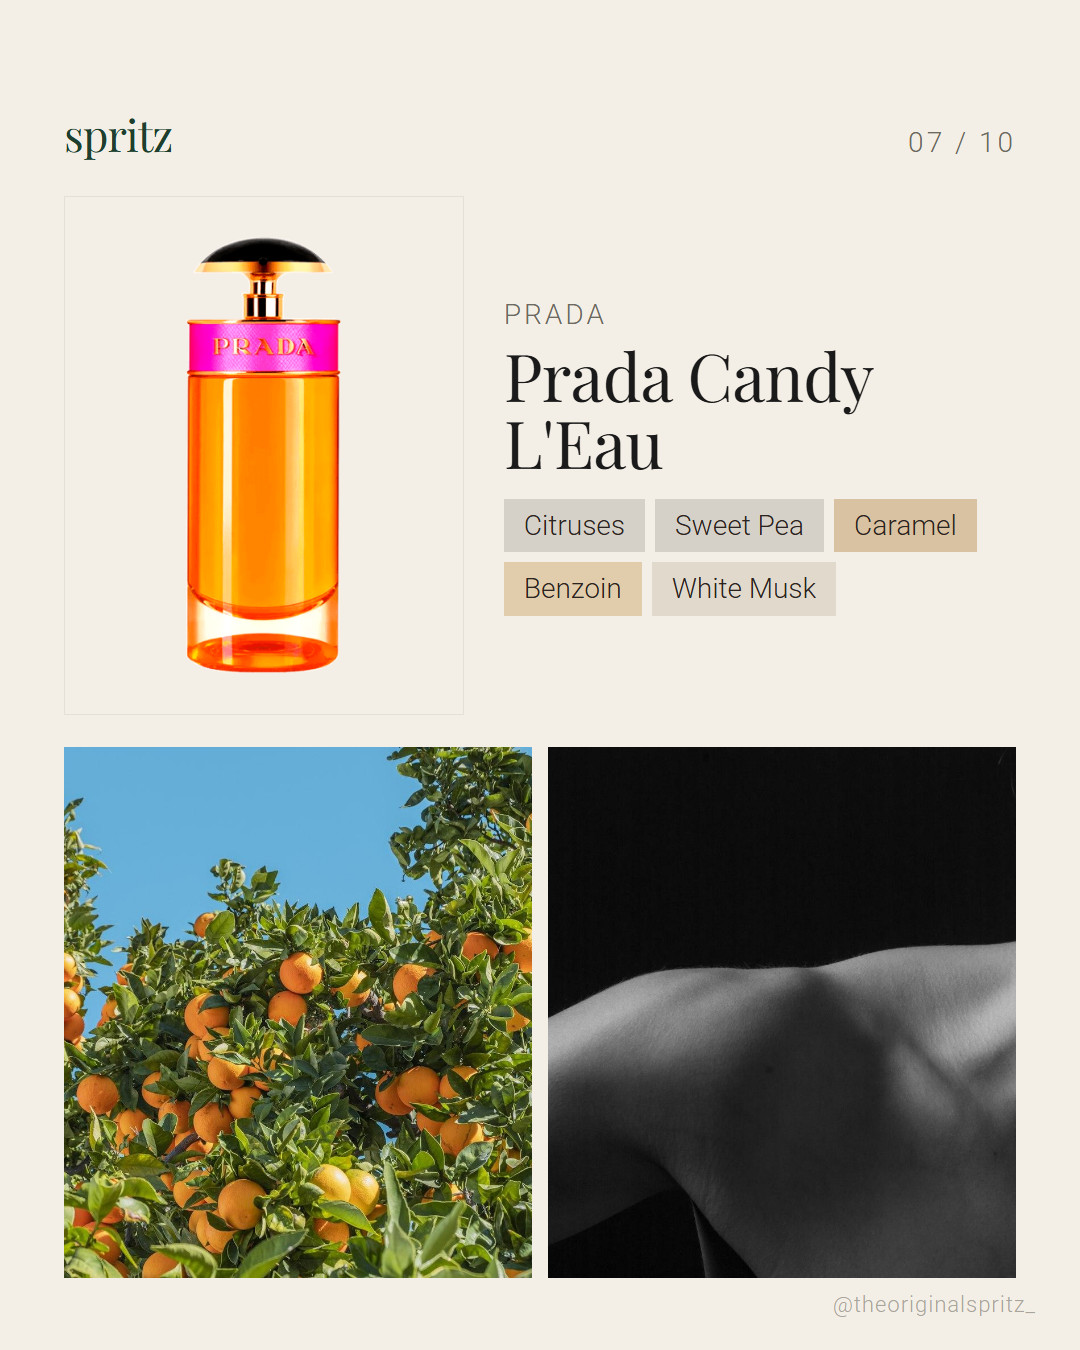 spritz
07 / 10
PRADA
PRADA
Prada Candy
L'Eau
Citruses
Sweet Pea
Caramel
Benzoin
White Musk
@theoriginalspritz_